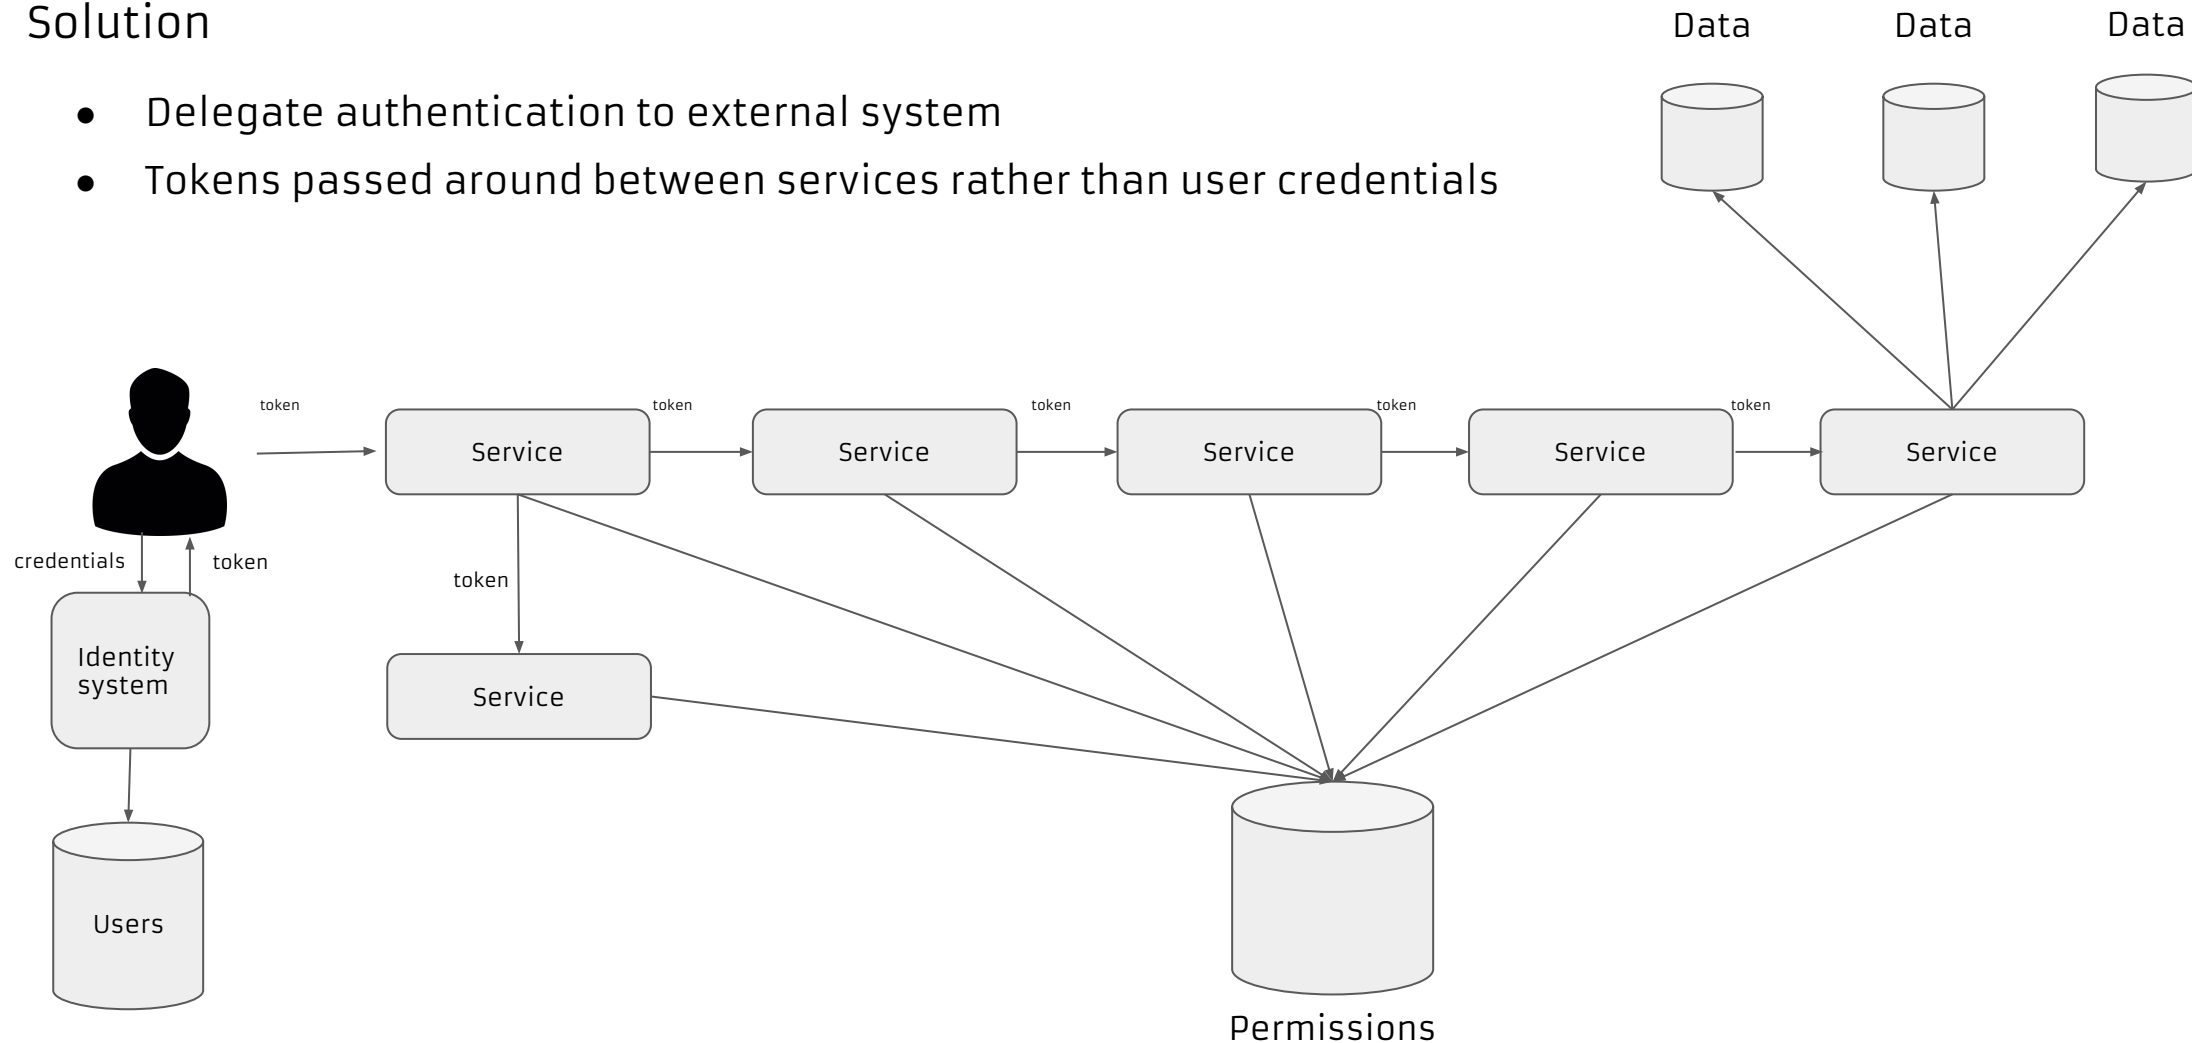 Solution
Data
Data
Data
● Delegate authentication to external system
● Tokens passed around between services rather than user credentials
token
token
token
token
token
Service
Service
Service
Service
Service
credentials
token
token
Identity
system
Service
Users
Permissions